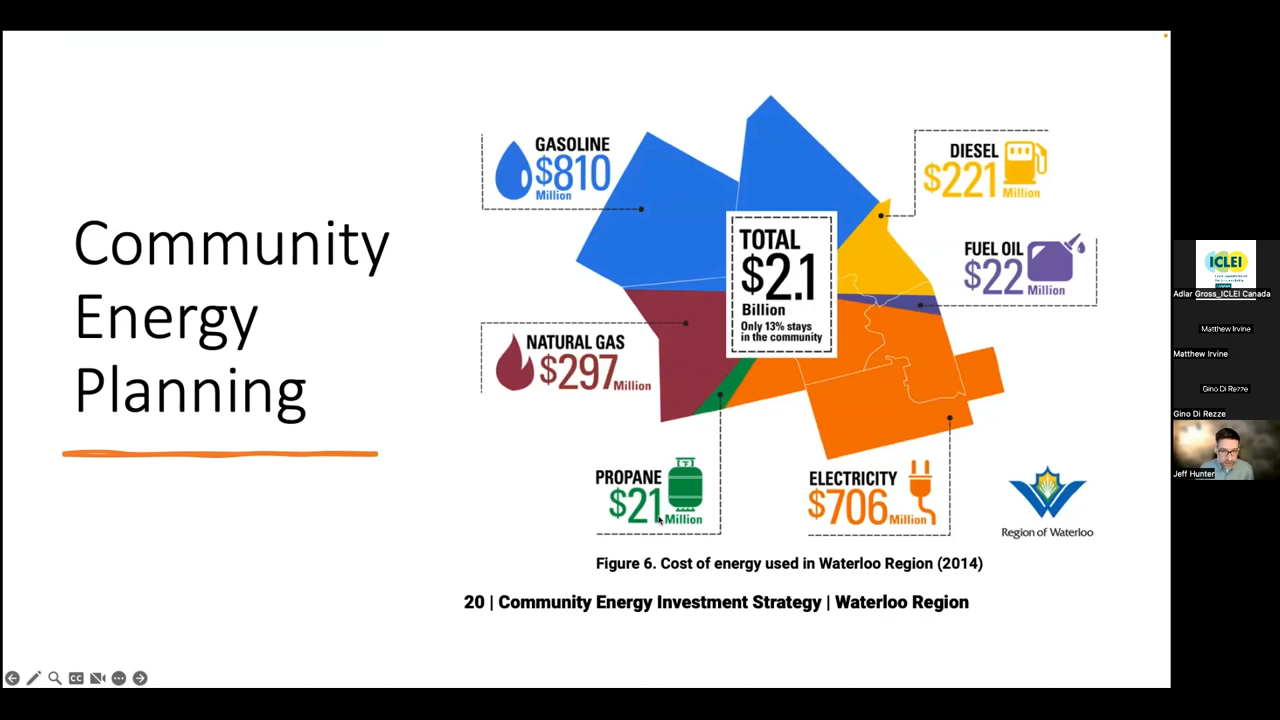 Community
Energy
Planning
GASOLINE
$810
Million
DIESEL
$221
Million
TOTAL
$2.1
Billion
Only 13% stays
in the community
FUEL OIL
$22
Million
NATURAL GAS
$297
Million
PROPANE
$21
Million
ELECTRICITY
$706
Million
Region of Waterloo
Figure 6. Cost of energy used in Waterloo Region (2014)
20 | Community Energy Investment Strategy | Waterloo Region
CC
ICLEI
Adlar Gross_ICLEI Canada
Matthew Irvine
Matthew Irvine
Gino Di Rezze
Gino Di Rezze
Jeff Hunter